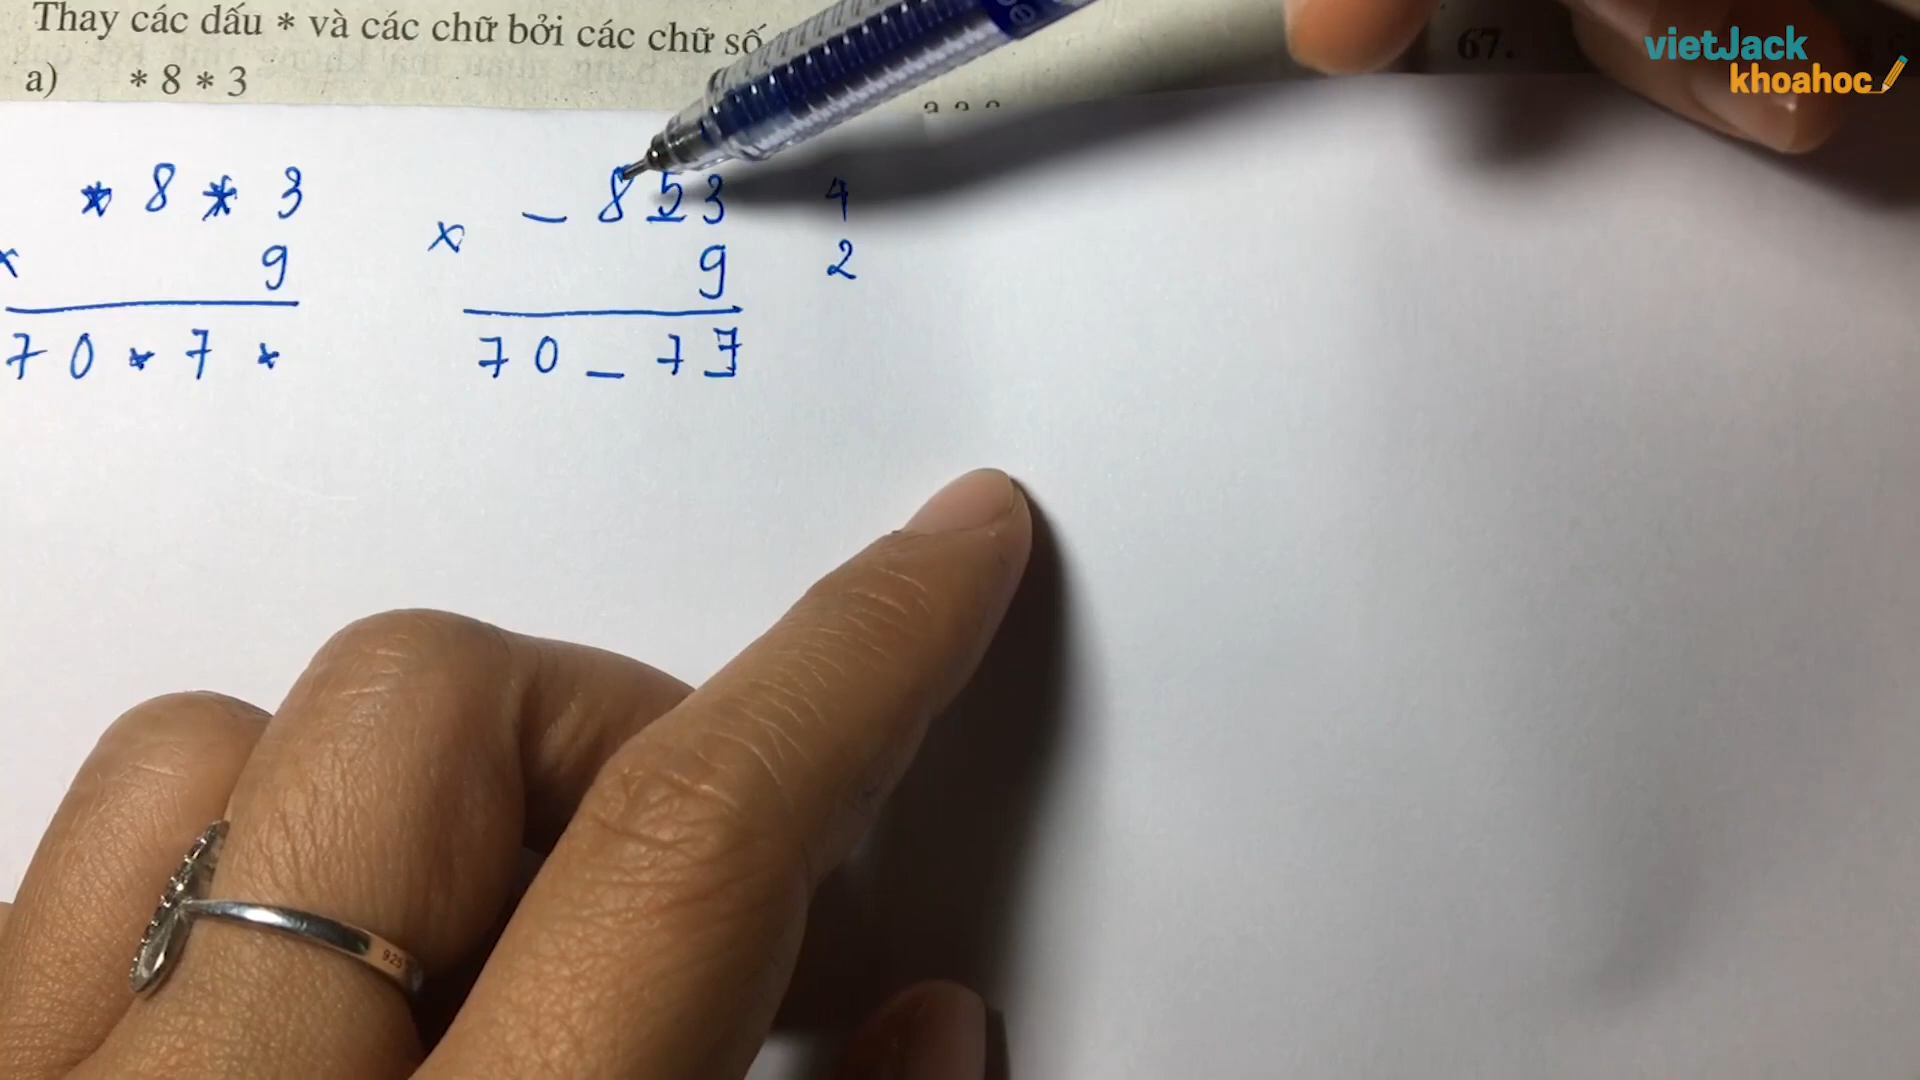 Thay các dấu * và các chữ bởi các chữ số
67.
vietJack
khoahoc
a) * 8 * 3
* 8 * 3
x 9
7 0 * 7 *
_ 8 5 3 4
x 9 2
7 0 _ 7 7
925